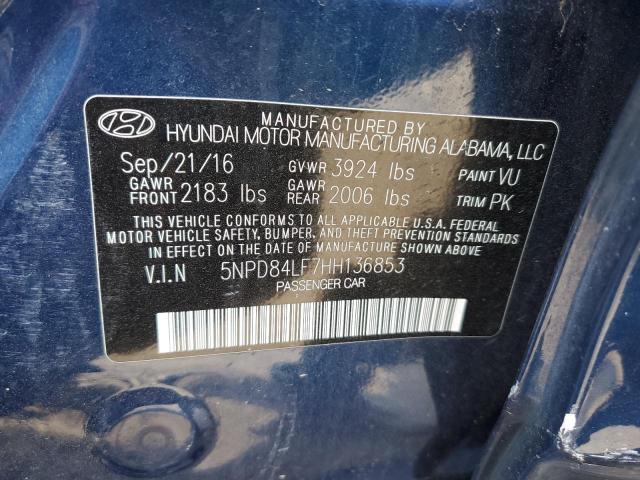 MANUFACTURED BY
HYUNDAI MOTOR MANUFACTURING ALABAMA, LLC
Sep/21/16 GVWR 3924 lbs PAINT VU
GAWR FRONT 2183 lbs GAWR REAR 2006 lbs TRIM PK
THIS VEHICLE CONFORMS TO ALL APPLICABLE U.S.A. FEDERAL
MOTOR VEHICLE SAFETY, BUMPER, AND THEFT PREVENTION STANDARDS
IN EFFECT ON THE DATE OF MANUFACTURE SHOWN ABOVE
V.I.N 5NPD84LF7HH136853
PASSENGER CAR